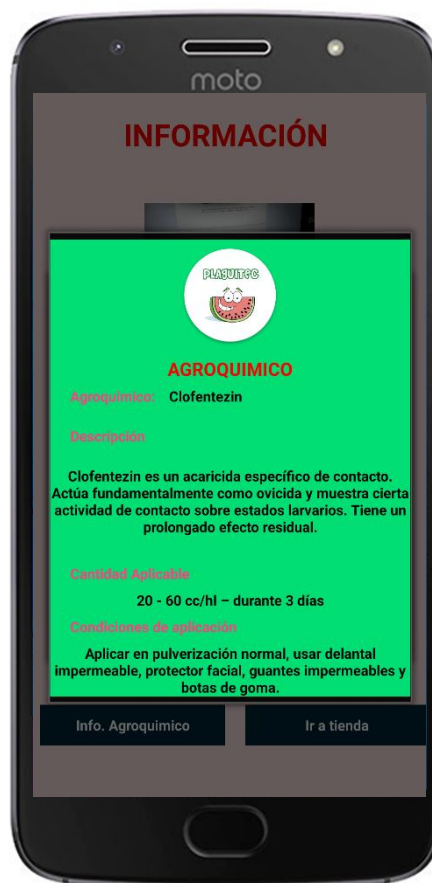 moto
INFORMACIÓN
PLAGUITEC
AGROQUIMICO
Agroquímico: Clofentezin
Descripción
Clofentezin es un acaricida específico de contacto.
Actúa fundamentalmente como ovicida y muestra cierta
actividad de contacto sobre estados larvarios. Tiene un
prolongado efecto residual.
Cantidad Aplicable
20 - 60 cc/hl – durante 3 días
Condiciones de aplicación
Aplicar en pulverización normal, usar delantal
impermeable, protector facial, guantes impermeables y
botas de goma.
Info. Agroquimico Ir a tienda